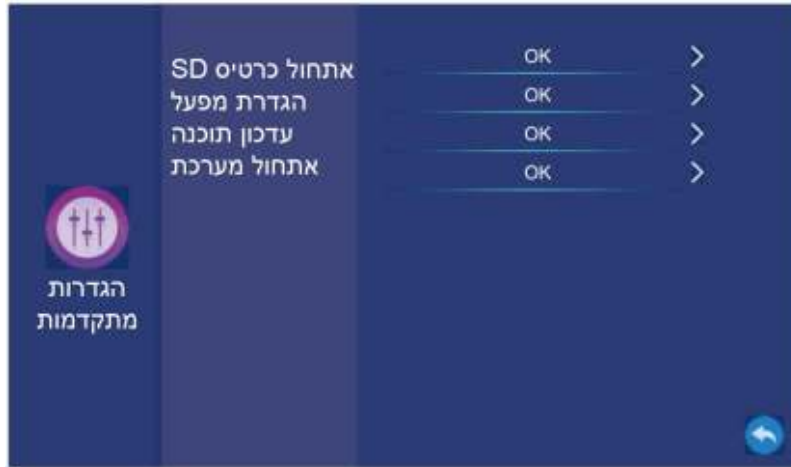 אתחול כרטיס SD
OK
הגדרת מפעל
OK
עדכון תוכנה
OK
אתחול מערכת
OK
הגדרות
מתקדמות